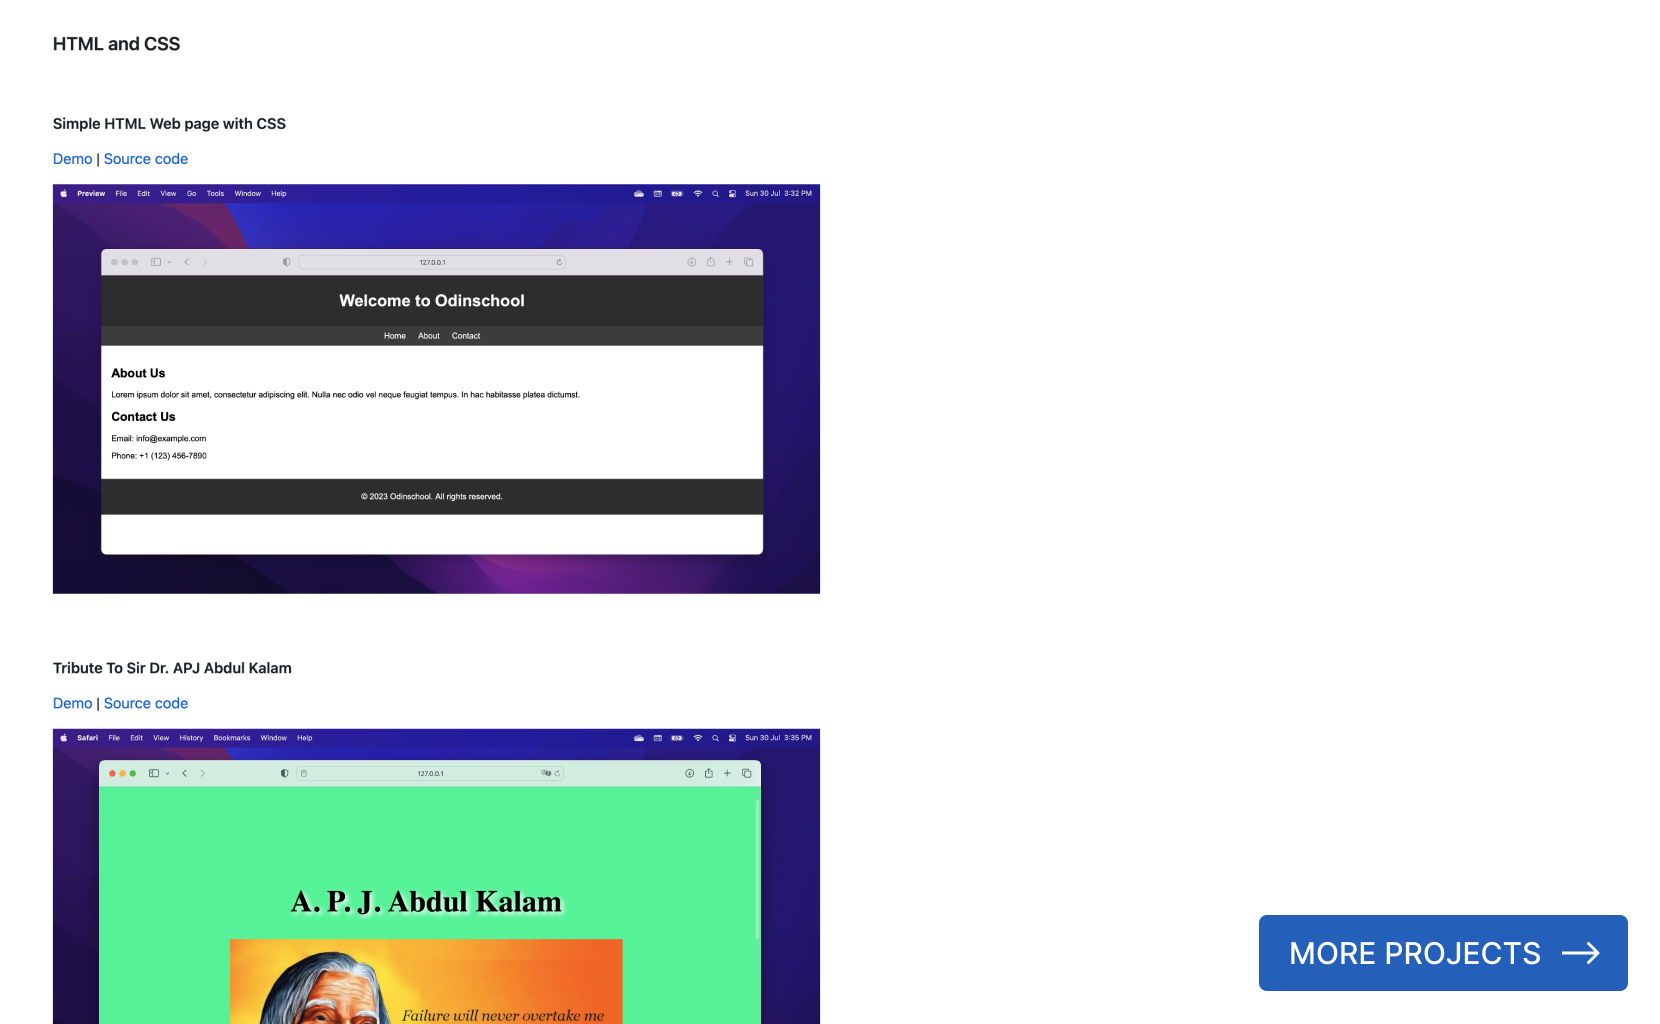 HTML and CSS
Simple HTML Web page with CSS
Demo | Source code
Preview File Edit View Go Tools Window Help Sun 30 Jul 3:32 PM
127.0.0.1
Welcome to Odinschool
Home About Contact
About Us
Lorem ipsum dolor sit amet, consectetur adipiscing elit. Nulla nec odio vel neque feugiat tempus. In hac habitasse platea dictumst.
Contact Us
Email: info@example.com
Phone: +1 (123) 456-7890
© 2023 Odinschool. All rights reserved.
Tribute To Sir Dr. APJ Abdul Kalam
Demo | Source code
Safari File Edit View History Bookmarks Window Help Sun 30 Jul 3:35 PM
127.0.0.1
A. P. J. Abdul Kalam
Failure will never overtake me
MORE PROJECTS →